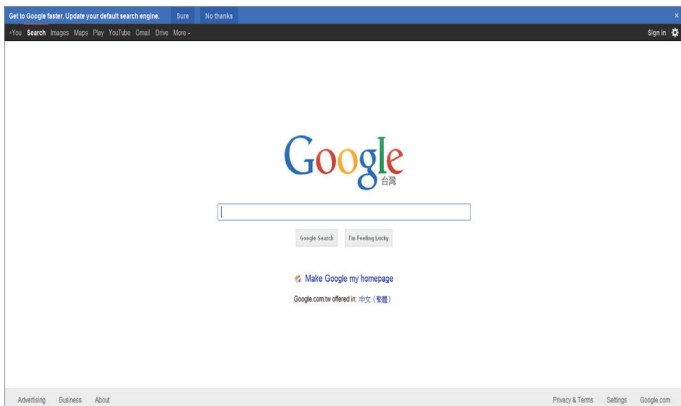 Get to Google faster. Update your default search engine. Sure No thanks x
+You Search Images Maps Play YouTube Gmail Drive More Sign in
Google
台灣
Google Search I'm Feeling Lucky
Make Google my homepage
Google.com.tw offered in: 中文（繁體）
Advertising Business About Privacy & Terms Settings Google.com